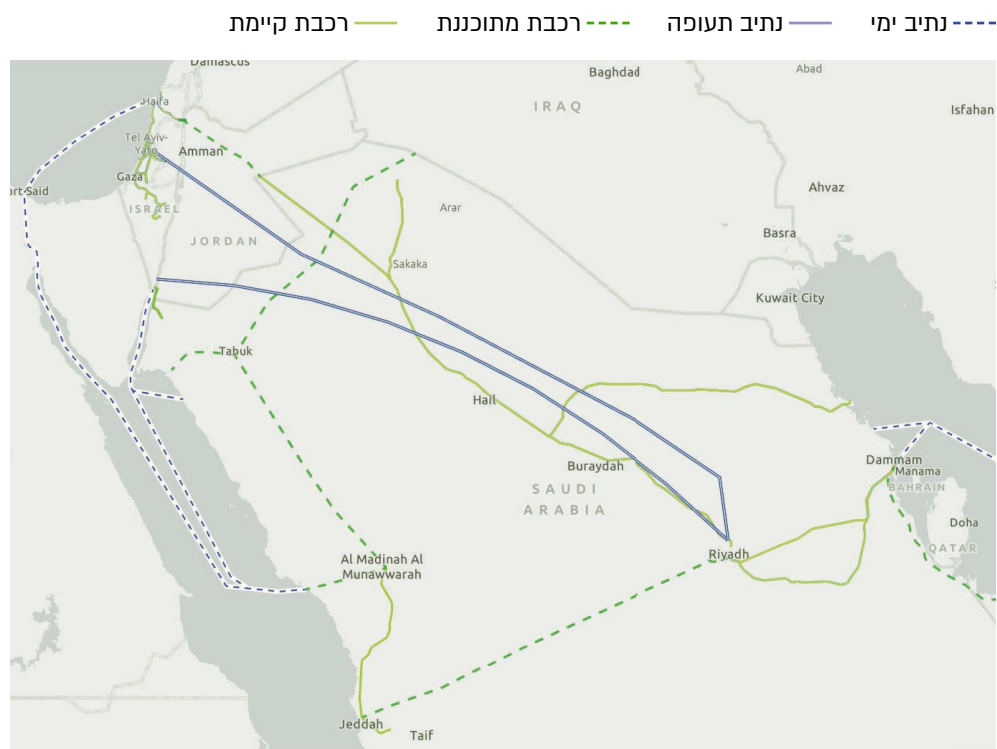 נתיב ימי נתיב תעופה רכבת מתוכננת רכבת קיימת
Damascus
Baghdad
Abad
Haifa
IRAQ
Isfahan
Tel Aviv-
Yafo
Amman
Gaza
ort Said
Ahvaz
ISRAEL
Arar
JORDAN
Basra
Sakaka
Kuwait City
Tabuk
Hail
Buraydah
Dammam
Manama
SAUDI
ARABIA
BAHRAIN
Doha
QATAR
Riyadh
Al Madinah Al
Munawwarah
Jeddah
Taif